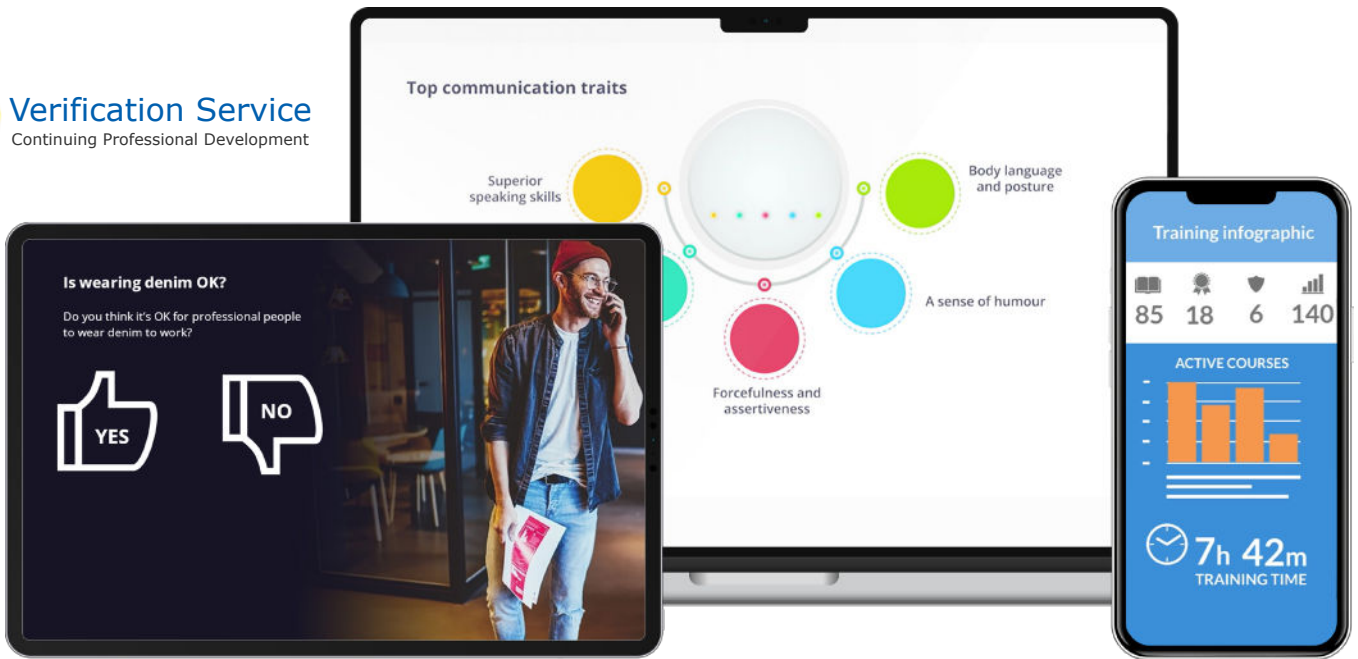 Verification Service
Continuing Professional Development
Top communication traits
Superior
speaking skills
Body language
and posture
A sense of humour
Forcefulness and
assertiveness
Is wearing denim OK?
Do you think it's OK for professional people
to wear denim to work?
YES
NO
Training infographic
85 18 6 140
ACTIVE COURSES
7h 42m
TRAINING TIME